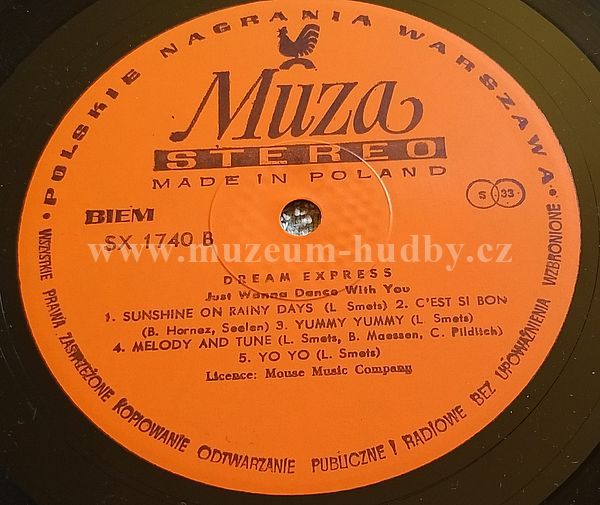 POLSKIE NAGRANIA WARSZAWA
Muza
STEREO
MADE IN POLAND
BIEM
S 33
SX 1740 B
www.muzeum-hudby.cz
DREAM EXPRESS
Just Wanna Dance With You
1. SUNSHINE ON RAINY DAYS (L Smets) 2. C'EST SI BON
(B. Hornez, Seelen) 3. YUMMY YUMMY (L. Smets)
4. MELODY AND TUNE (L. Smets, B. Maessen, C. Pilditch)
5. YO YO (L. Smets)
Licence: Mouse Music Company
WSZYSTKIE PRAWA ZASTRZEŻONE KOPIOWANIE ODTWARZANIE PUBLICZNE I RADIOWE BEZ UPOWAŻNIENIA WZBRONIONE